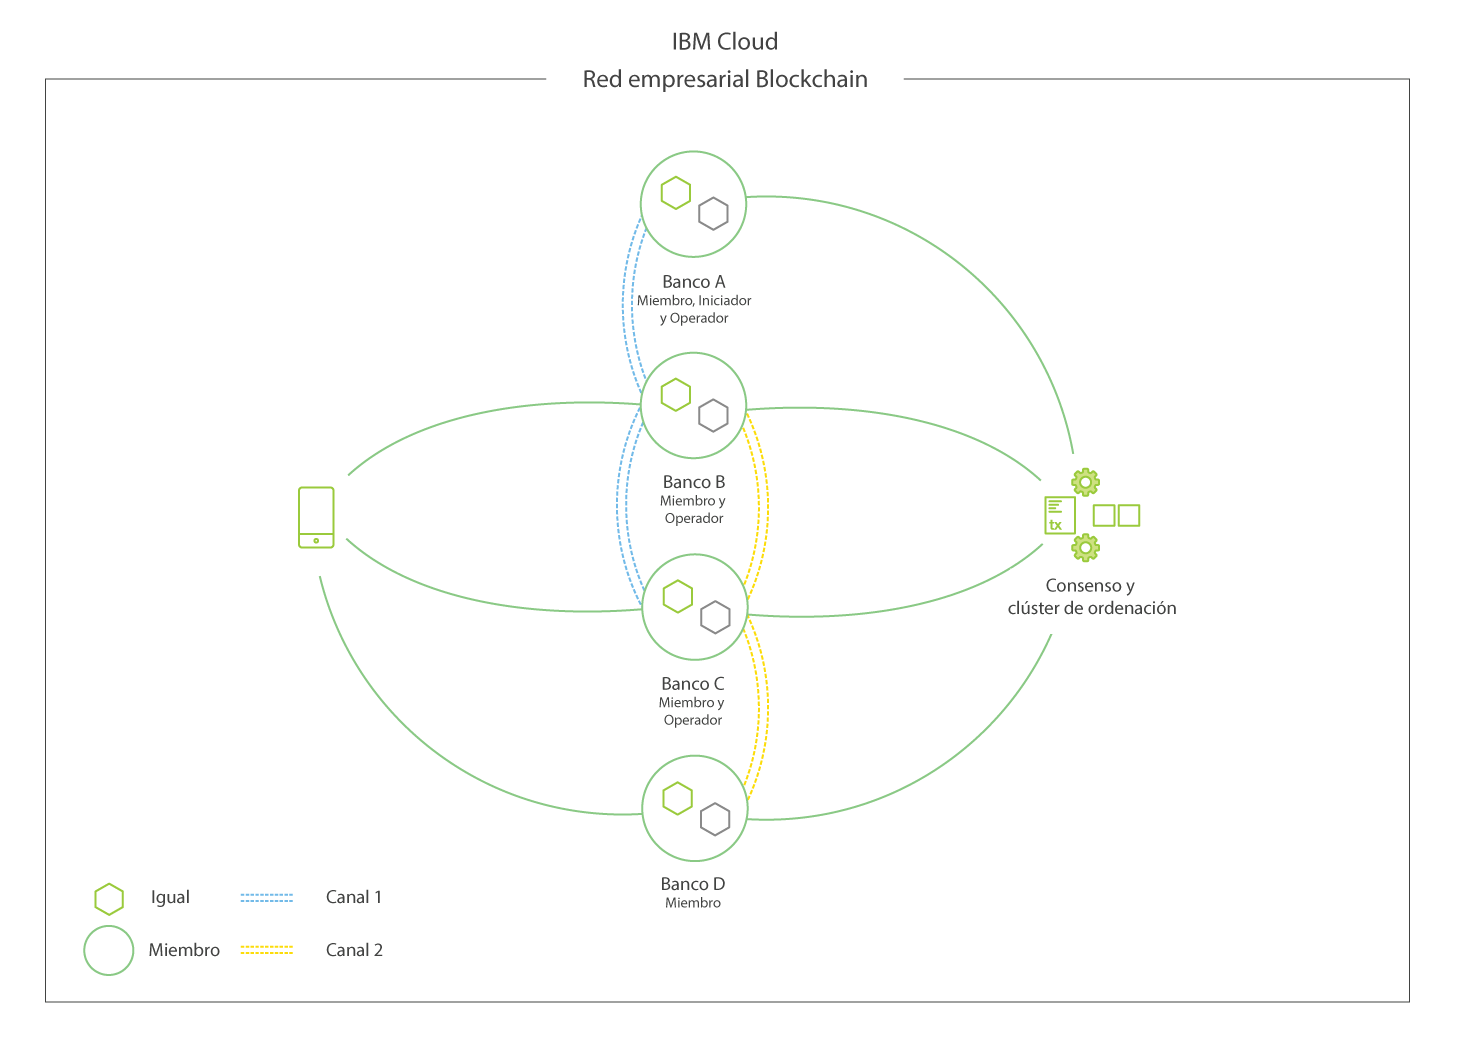 IBM Cloud
Red empresarial Blockchain
Banco A
Miembro, Iniciador
y Operador
Banco B
Miembro y
Operador
tx
Consenso y
clúster de ordenación
Banco C
Miembro y
Operador
Banco D
Miembro
Igual
Canal 1
Miembro
Canal 2